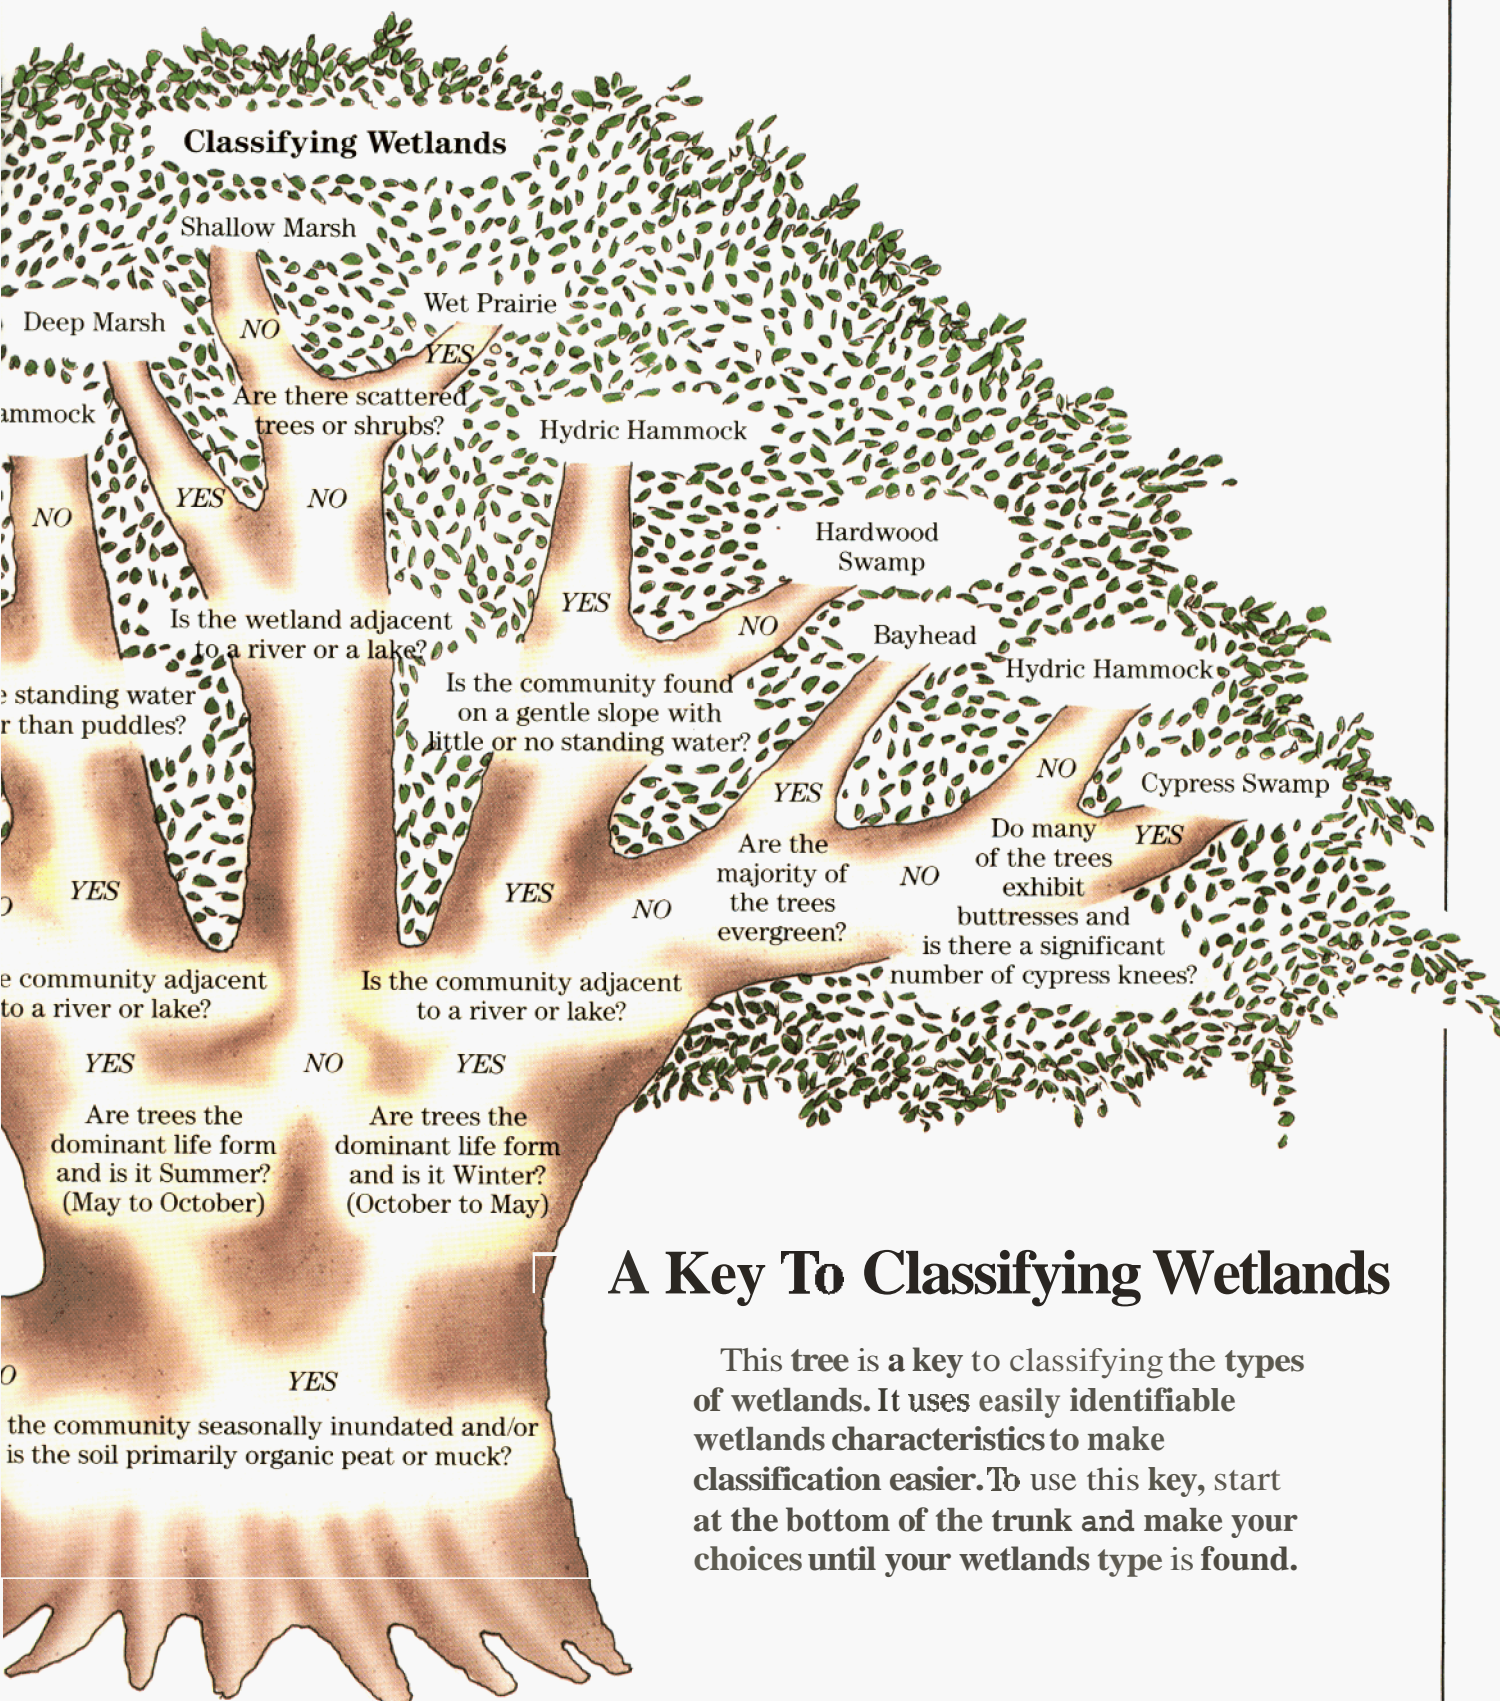 Classifying Wetlands
Shallow Marsh
Wet Prairie
Deep Marsh
NO
YES
Are there scattered
trees or shrubs?
ammock
Hydric Hammock
NO
YES
NO
Hardwood
Swamp
YES
NO
Is the wetland adjacent
to a river or a lake?
Bayhead
Hydric Hammock
e standing water
r than puddles?
Is the community found
on a gentle slope with
little or no standing water?
NO
Cypress Swamp
YES
Do many
of the trees
exhibit
buttresses and
is there a significant
number of cypress knees?
YES
Are the
majority of
the trees
evergreen?
NO
YES
YES
NO
e community adjacent
to a river or lake?
Is the community adjacent
to a river or lake?
YES
NO
YES
Are trees the
dominant life form
and is it Summer?
(May to October)
Are trees the
dominant life form
and is it Winter?
(October to May)
O
YES
the community seasonally inundated and/or
is the soil primarily organic peat or muck?
A Key To Classifying Wetlands
This tree is a key to classifying the types
of wetlands. It uses easily identifiable
wetlands characteristics to make
classification easier. To use this key, start
at the bottom of the trunk and make your
choices until your wetlands type is found.